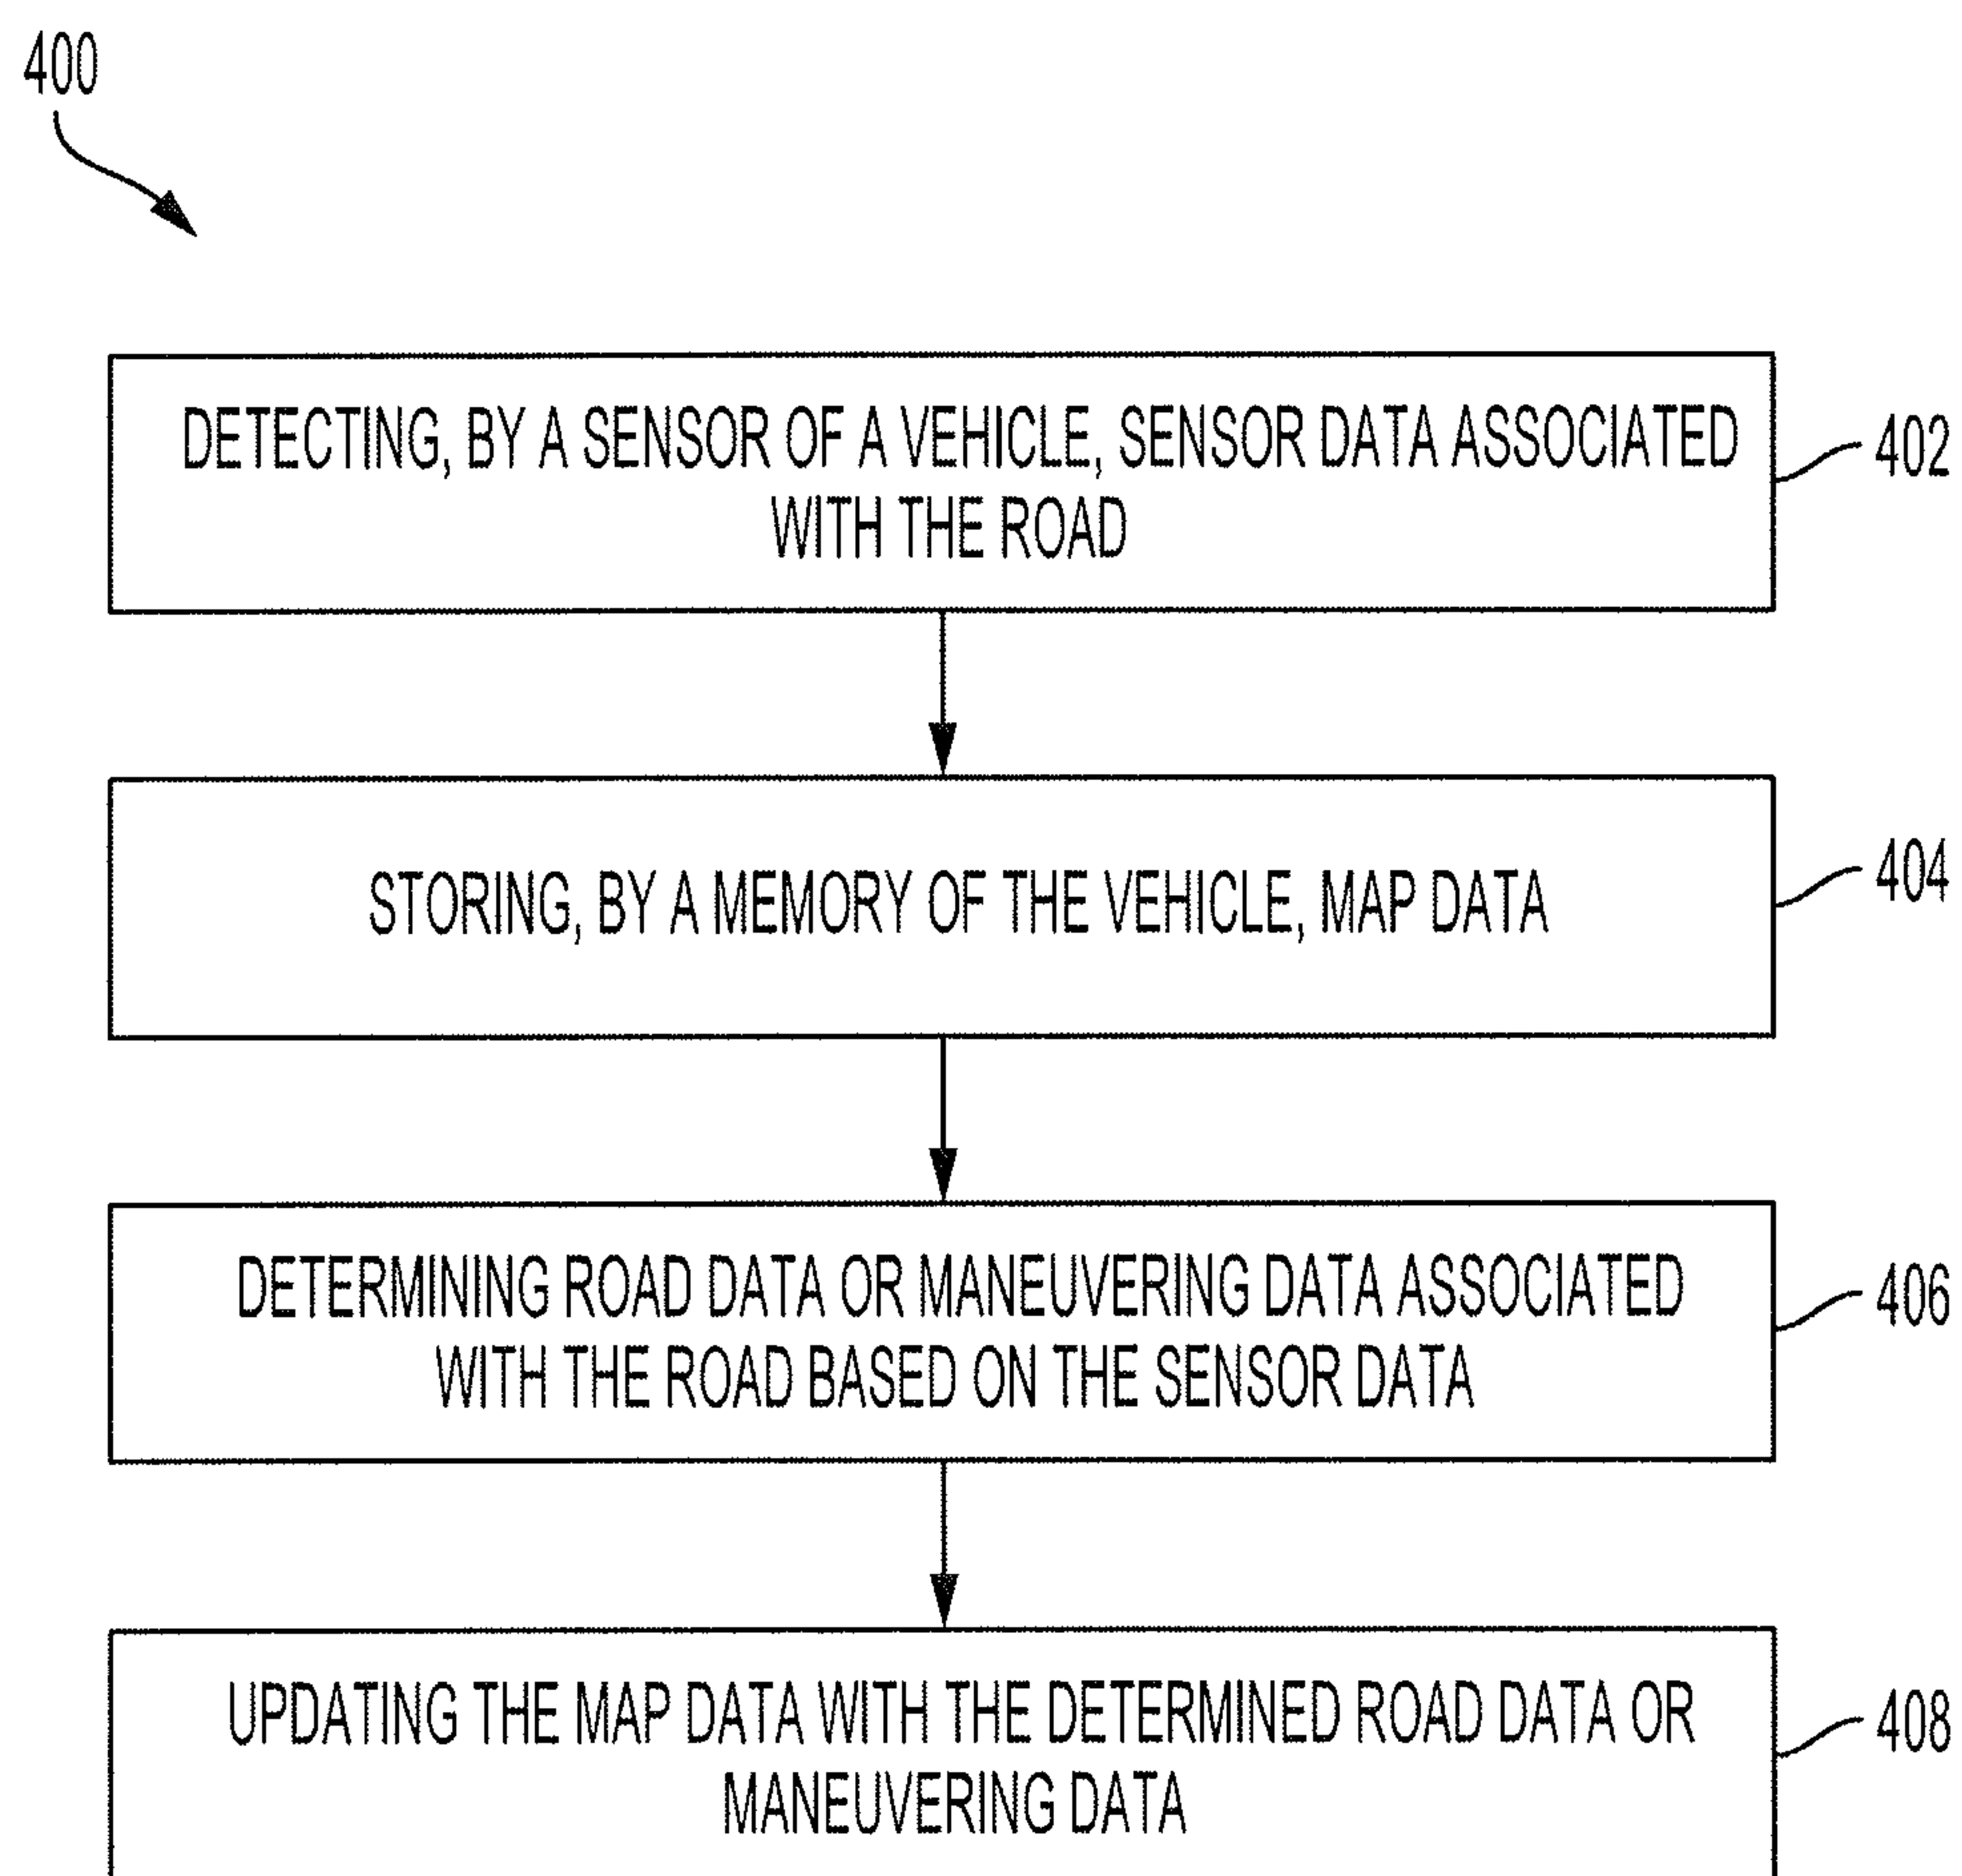 400
DETECTING, BY A SENSOR OF A VEHICLE, SENSOR DATA ASSOCIATED
WITH THE ROAD
402
STORING, BY A MEMORY OF THE VEHICLE, MAP DATA
404
DETERMINING ROAD DATA OR MANEUVERING DATA ASSOCIATED
WITH THE ROAD BASED ON THE SENSOR DATA
406
UPDATING THE MAP DATA WITH THE DETERMINED ROAD DATA OR
MANEUVERING DATA
408